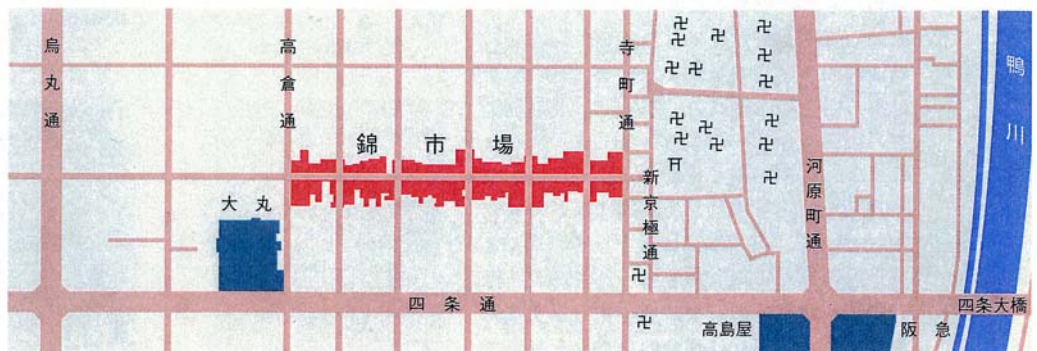 烏丸通
高倉通
寺町通
鴨川
錦市場
新京極通
河原町通
大丸
四条通
四条大橋
高島屋
阪急